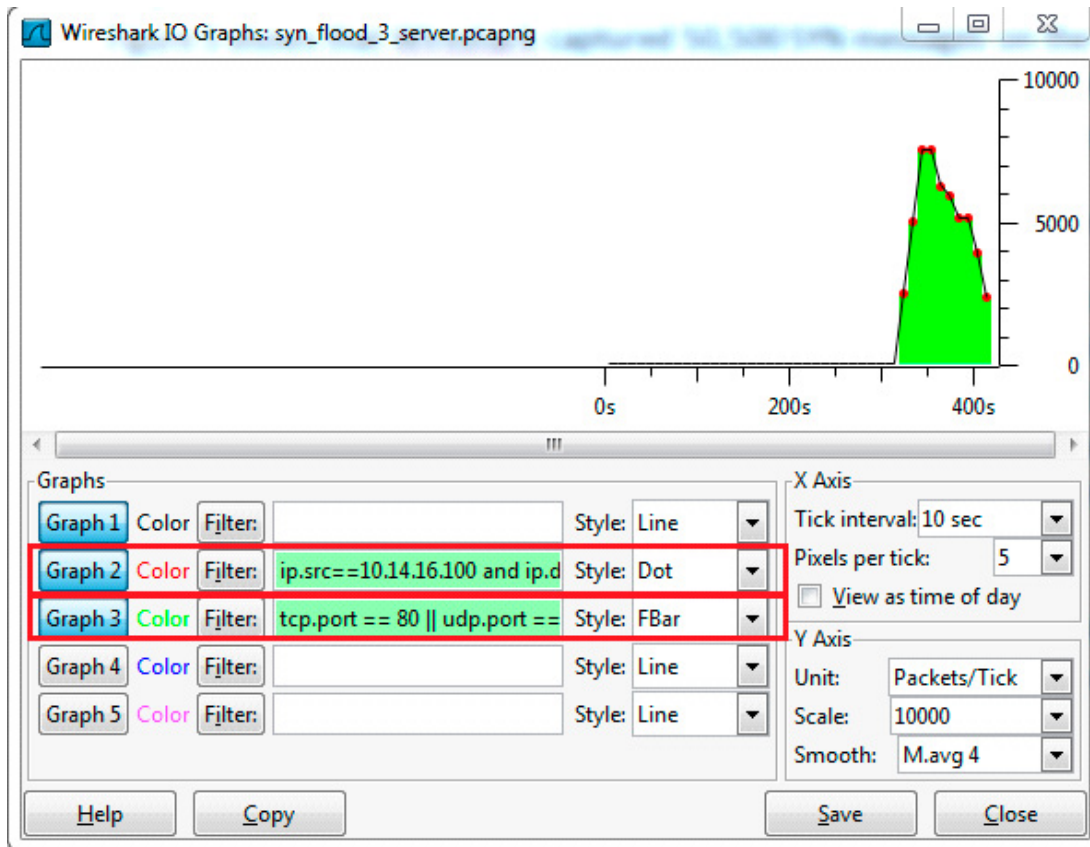 Wireshark IO Graphs: syn_flood_3_server.pcapng
10000
5000
0
0s 200s 400s
Graphs
Graph 1 Color Filter: Style: Line
Graph 2 Color Filter: ip.src==10.14.16.100 and ip.d Style: Dot
Graph 3 Color Filter: tcp.port == 80 || udp.port == Style: FBar
Graph 4 Color Filter: Style: Line
Graph 5 Color Filter: Style: Line
X Axis
Tick interval: 10 sec
Pixels per tick: 5
View as time of day
Y Axis
Unit: Packets/Tick
Scale: 10000
Smooth: M.avg 4
Help Copy Save Close